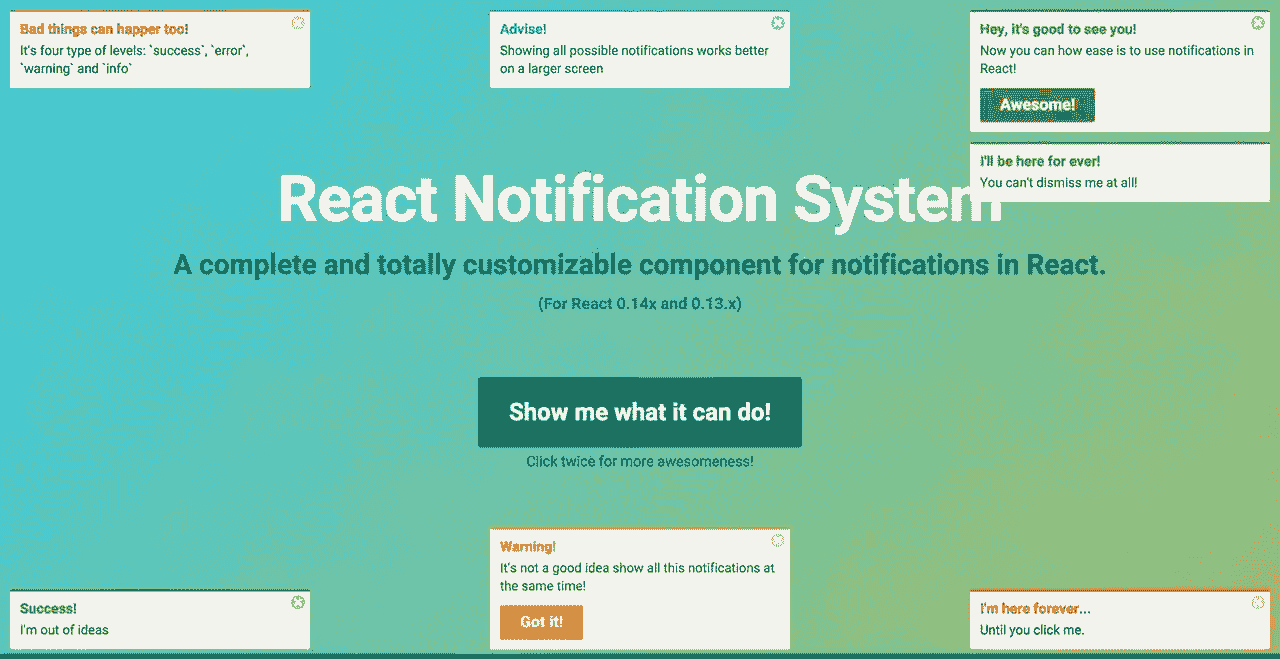 Bad things can happer too!
It's four type of levels: `success`, `error`,
`warning` and `info`
Advise!
Showing all possible notifications works better
on a larger screen
Hey, it's good to see you!
Now you can how ease is to use notifications in
React!
Awesome!
I'll be here for ever!
You can't dismiss me at all!
React Notification System
A complete and totally customizable component for notifications in React.
(For React 0.14x and 0.13.x)
Show me what it can do!
Click twice for more awesomeness!
Warning!
It's not a good idea show all this notifications at
the same time!
Got it!
Success!
I'm out of ideas
I'm here forever...
Until you click me.